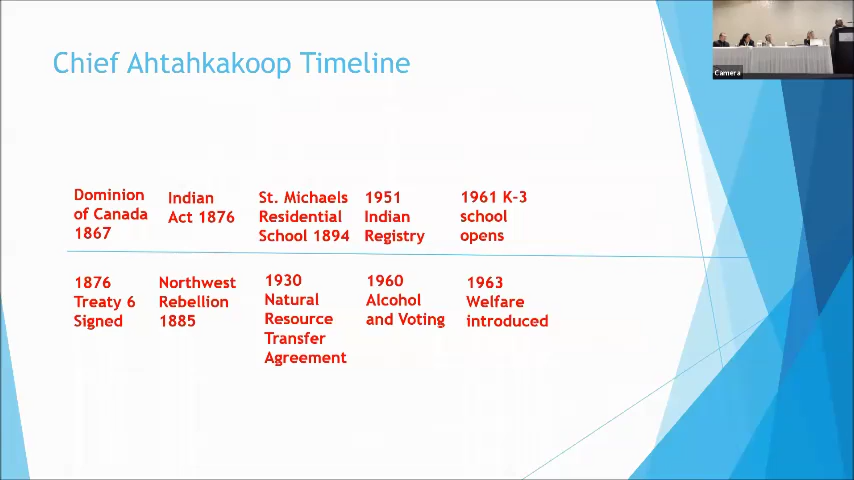 Chief Ahtahkakoop Timeline
Camera
Dominion
of Canada
1867
Indian
Act 1876
St. Michaels
Residential
School 1894
1951
Indian
Registry
1961 K-3
school
opens
1876
Treaty 6
Signed
Northwest
Rebellion
1885
1930
Natural
Resource
Transfer
Agreement
1960
Alcohol
and Voting
1963
Welfare
introduced